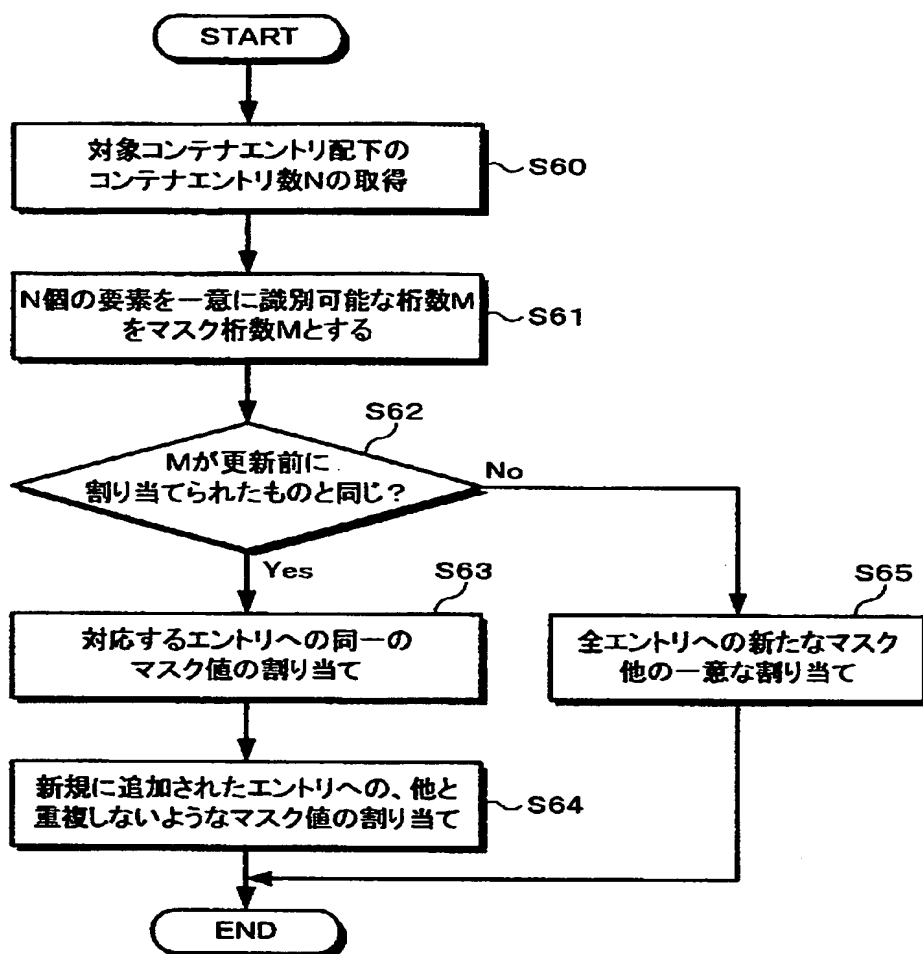 START
対象コンテナエントリ配下の
コンテナエントリ数Nの取得
S60
N個の要素を一意に識別可能な桁数M
をマスク桁数Mとする
S61
S62
Mが更新前に
割り当てられたものと同じ?
No
Yes
S63
対応するエントリへの同一の
マスク値の割り当て
S65
全エントリへの新たなマスク
他の一意な割り当て
新規に追加されたエントリへの、他と
重複しないようなマスク値の割り当て
S64
END